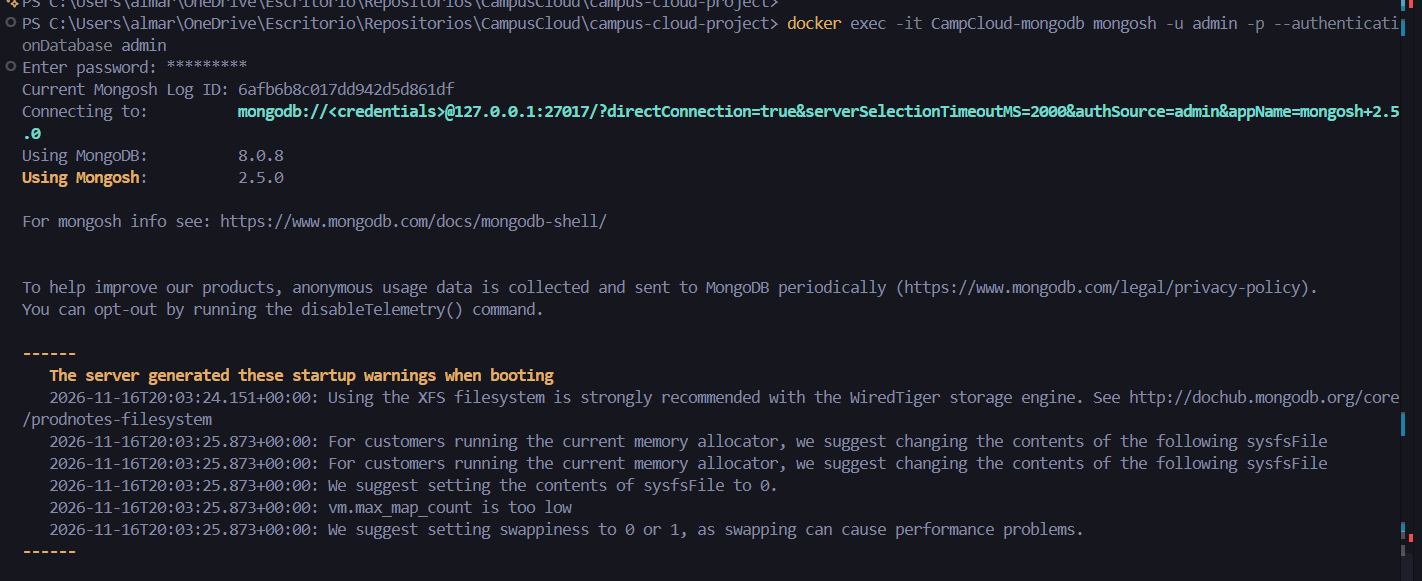 PS C:\Users\almar\OneDrive\Escritorio\Repositorios\CampusCloud\campus-cloud-project>
PS C:\Users\almar\OneDrive\Escritorio\Repositorios\CampusCloud\campus-cloud-project> docker exec -it CampCloud-mongodb mongosh -u admin -p --authenticati
onDatabase admin
Enter password: *********
Current Mongosh Log ID: 6afb6b8c017dd942d5d861df
Connecting to: mongodb://<credentials>@127.0.0.1:27017/?directConnection=true&serverSelectionTimeoutMS=2000&authSource=admin&appName=mongosh+2.5
.0
Using MongoDB: 8.0.8
Using Mongosh: 2.5.0
For mongosh info see: https://www.mongodb.com/docs/mongodb-shell/
To help improve our products, anonymous usage data is collected and sent to MongoDB periodically (https://www.mongodb.com/legal/privacy-policy).
You can opt-out by running the disableTelemetry() command.
------
The server generated these startup warnings when booting
2026-11-16T20:03:24.151+00:00: Using the XFS filesystem is strongly recommended with the WiredTiger storage engine. See http://dochub.mongodb.org/core
/prodnotes-filesystem
2026-11-16T20:03:25.873+00:00: For customers running the current memory allocator, we suggest changing the contents of the following sysfsFile
2026-11-16T20:03:25.873+00:00: For customers running the current memory allocator, we suggest changing the contents of the following sysfsFile
2026-11-16T20:03:25.873+00:00: We suggest setting the contents of sysfsFile to 0.
2026-11-16T20:03:25.873+00:00: vm.max_map_count is too low
2026-11-16T20:03:25.873+00:00: We suggest setting swappiness to 0 or 1, as swapping can cause performance problems.
------